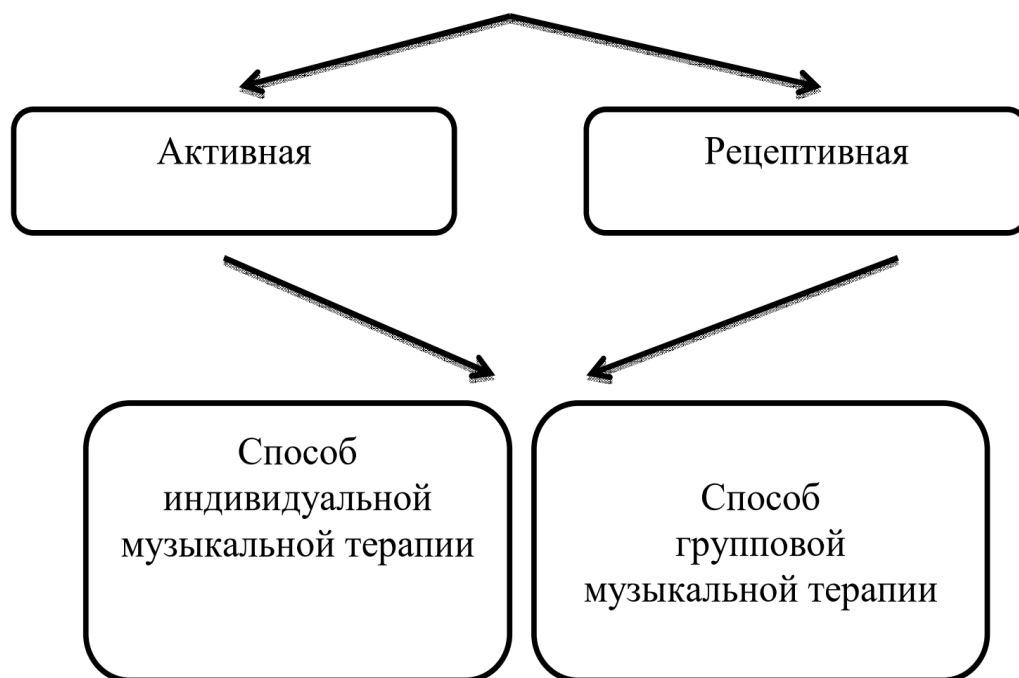 Активная
Рецептивная
Способ
индивидуальной
музыкальной терапии
Способ
групповой
музыкальной терапии